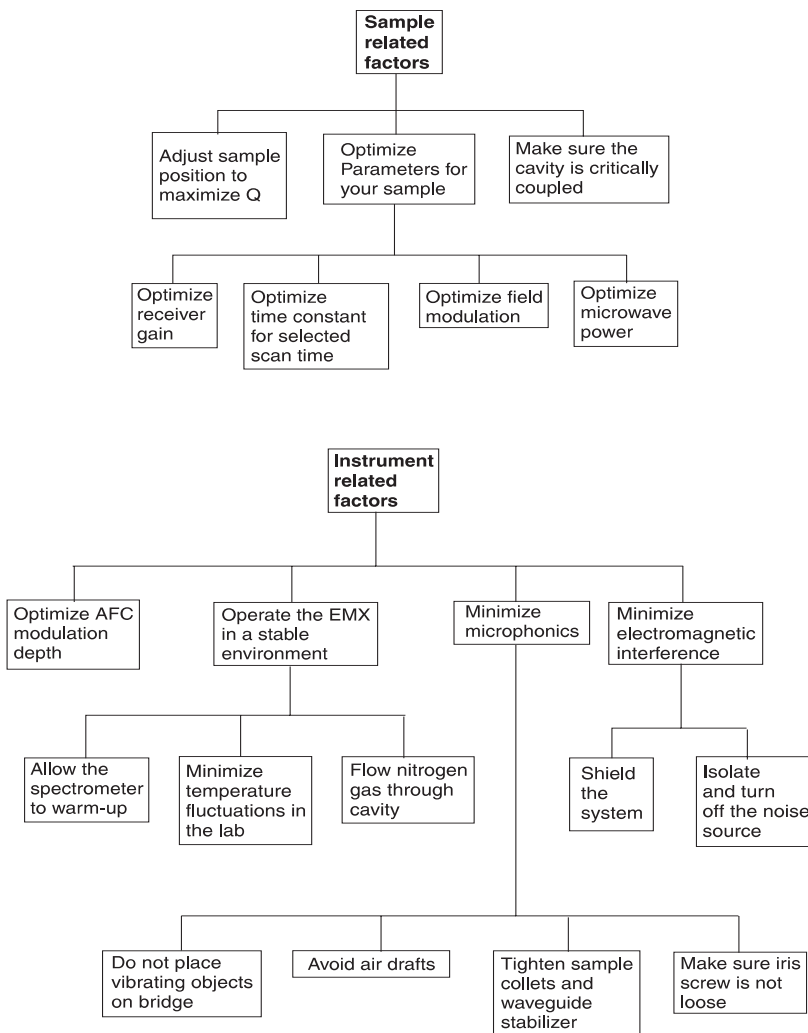 Sample
related
factors
Adjust sample
position to
maximize Q
Optimize
Parameters for
your sample
Make sure the
cavity is critically
coupled
Optimize
receiver
gain
Optimize
time constant
for selected
scan time
Optimize field
modulation
Optimize
microwave
power
Instrument
related
factors
Optimize AFC
modulation
depth
Operate the EMX
in a stable
environment
Minimize
microphonics
Minimize
electromagnetic
interference
Allow the
spectrometer
to warm-up
Minimize
temperature
fluctuations in
the lab
Flow nitrogen
gas through
cavity
Shield
the
system
Isolate
and turn
off the noise
source
Do not place
vibrating objects
on bridge
Avoid air drafts
Tighten sample
collets and
waveguide
stabilizer
Make sure iris
screw is not
loose